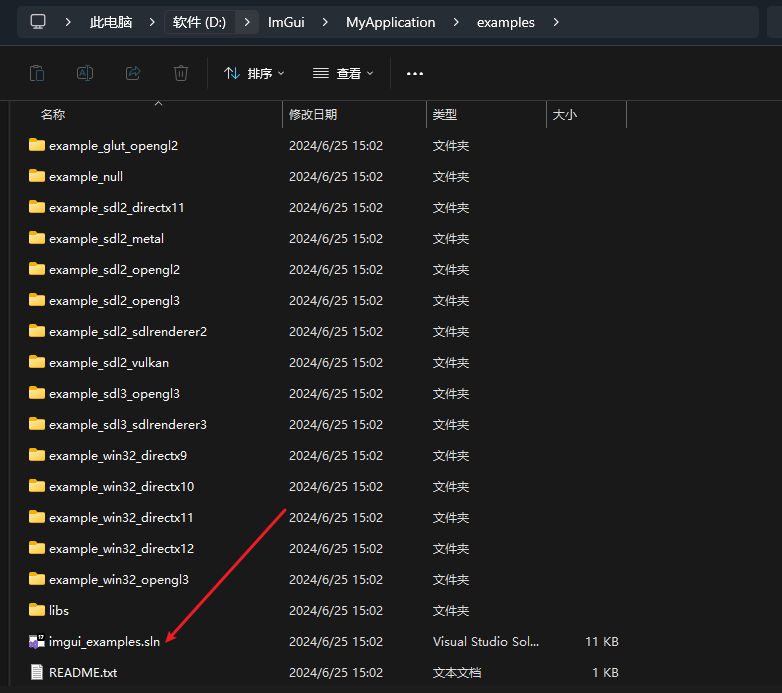 此电脑 软件 (D:) ImGui MyApplication examples
排序 查看
名称 修改日期 类型 大小
example_glut_opengl2 2024/6/25 15:02 文件夹
example_null 2024/6/25 15:02 文件夹
example_sdl2_directx11 2024/6/25 15:02 文件夹
example_sdl2_metal 2024/6/25 15:02 文件夹
example_sdl2_opengl2 2024/6/25 15:02 文件夹
example_sdl2_opengl3 2024/6/25 15:02 文件夹
example_sdl2_sdlrenderer2 2024/6/25 15:02 文件夹
example_sdl2_vulkan 2024/6/25 15:02 文件夹
example_sdl3_opengl3 2024/6/25 15:02 文件夹
example_sdl3_sdlrenderer3 2024/6/25 15:02 文件夹
example_win32_directx9 2024/6/25 15:02 文件夹
example_win32_directx10 2024/6/25 15:02 文件夹
example_win32_directx11 2024/6/25 15:02 文件夹
example_win32_directx12 2024/6/25 15:02 文件夹
example_win32_opengl3 2024/6/25 15:02 文件夹
libs 2024/6/25 15:02 文件夹
imgui_examples.sln 2024/6/25 15:02 Visual Studio Sol... 11 KB
README.txt 2024/6/25 15:02 文本文档 1 KB